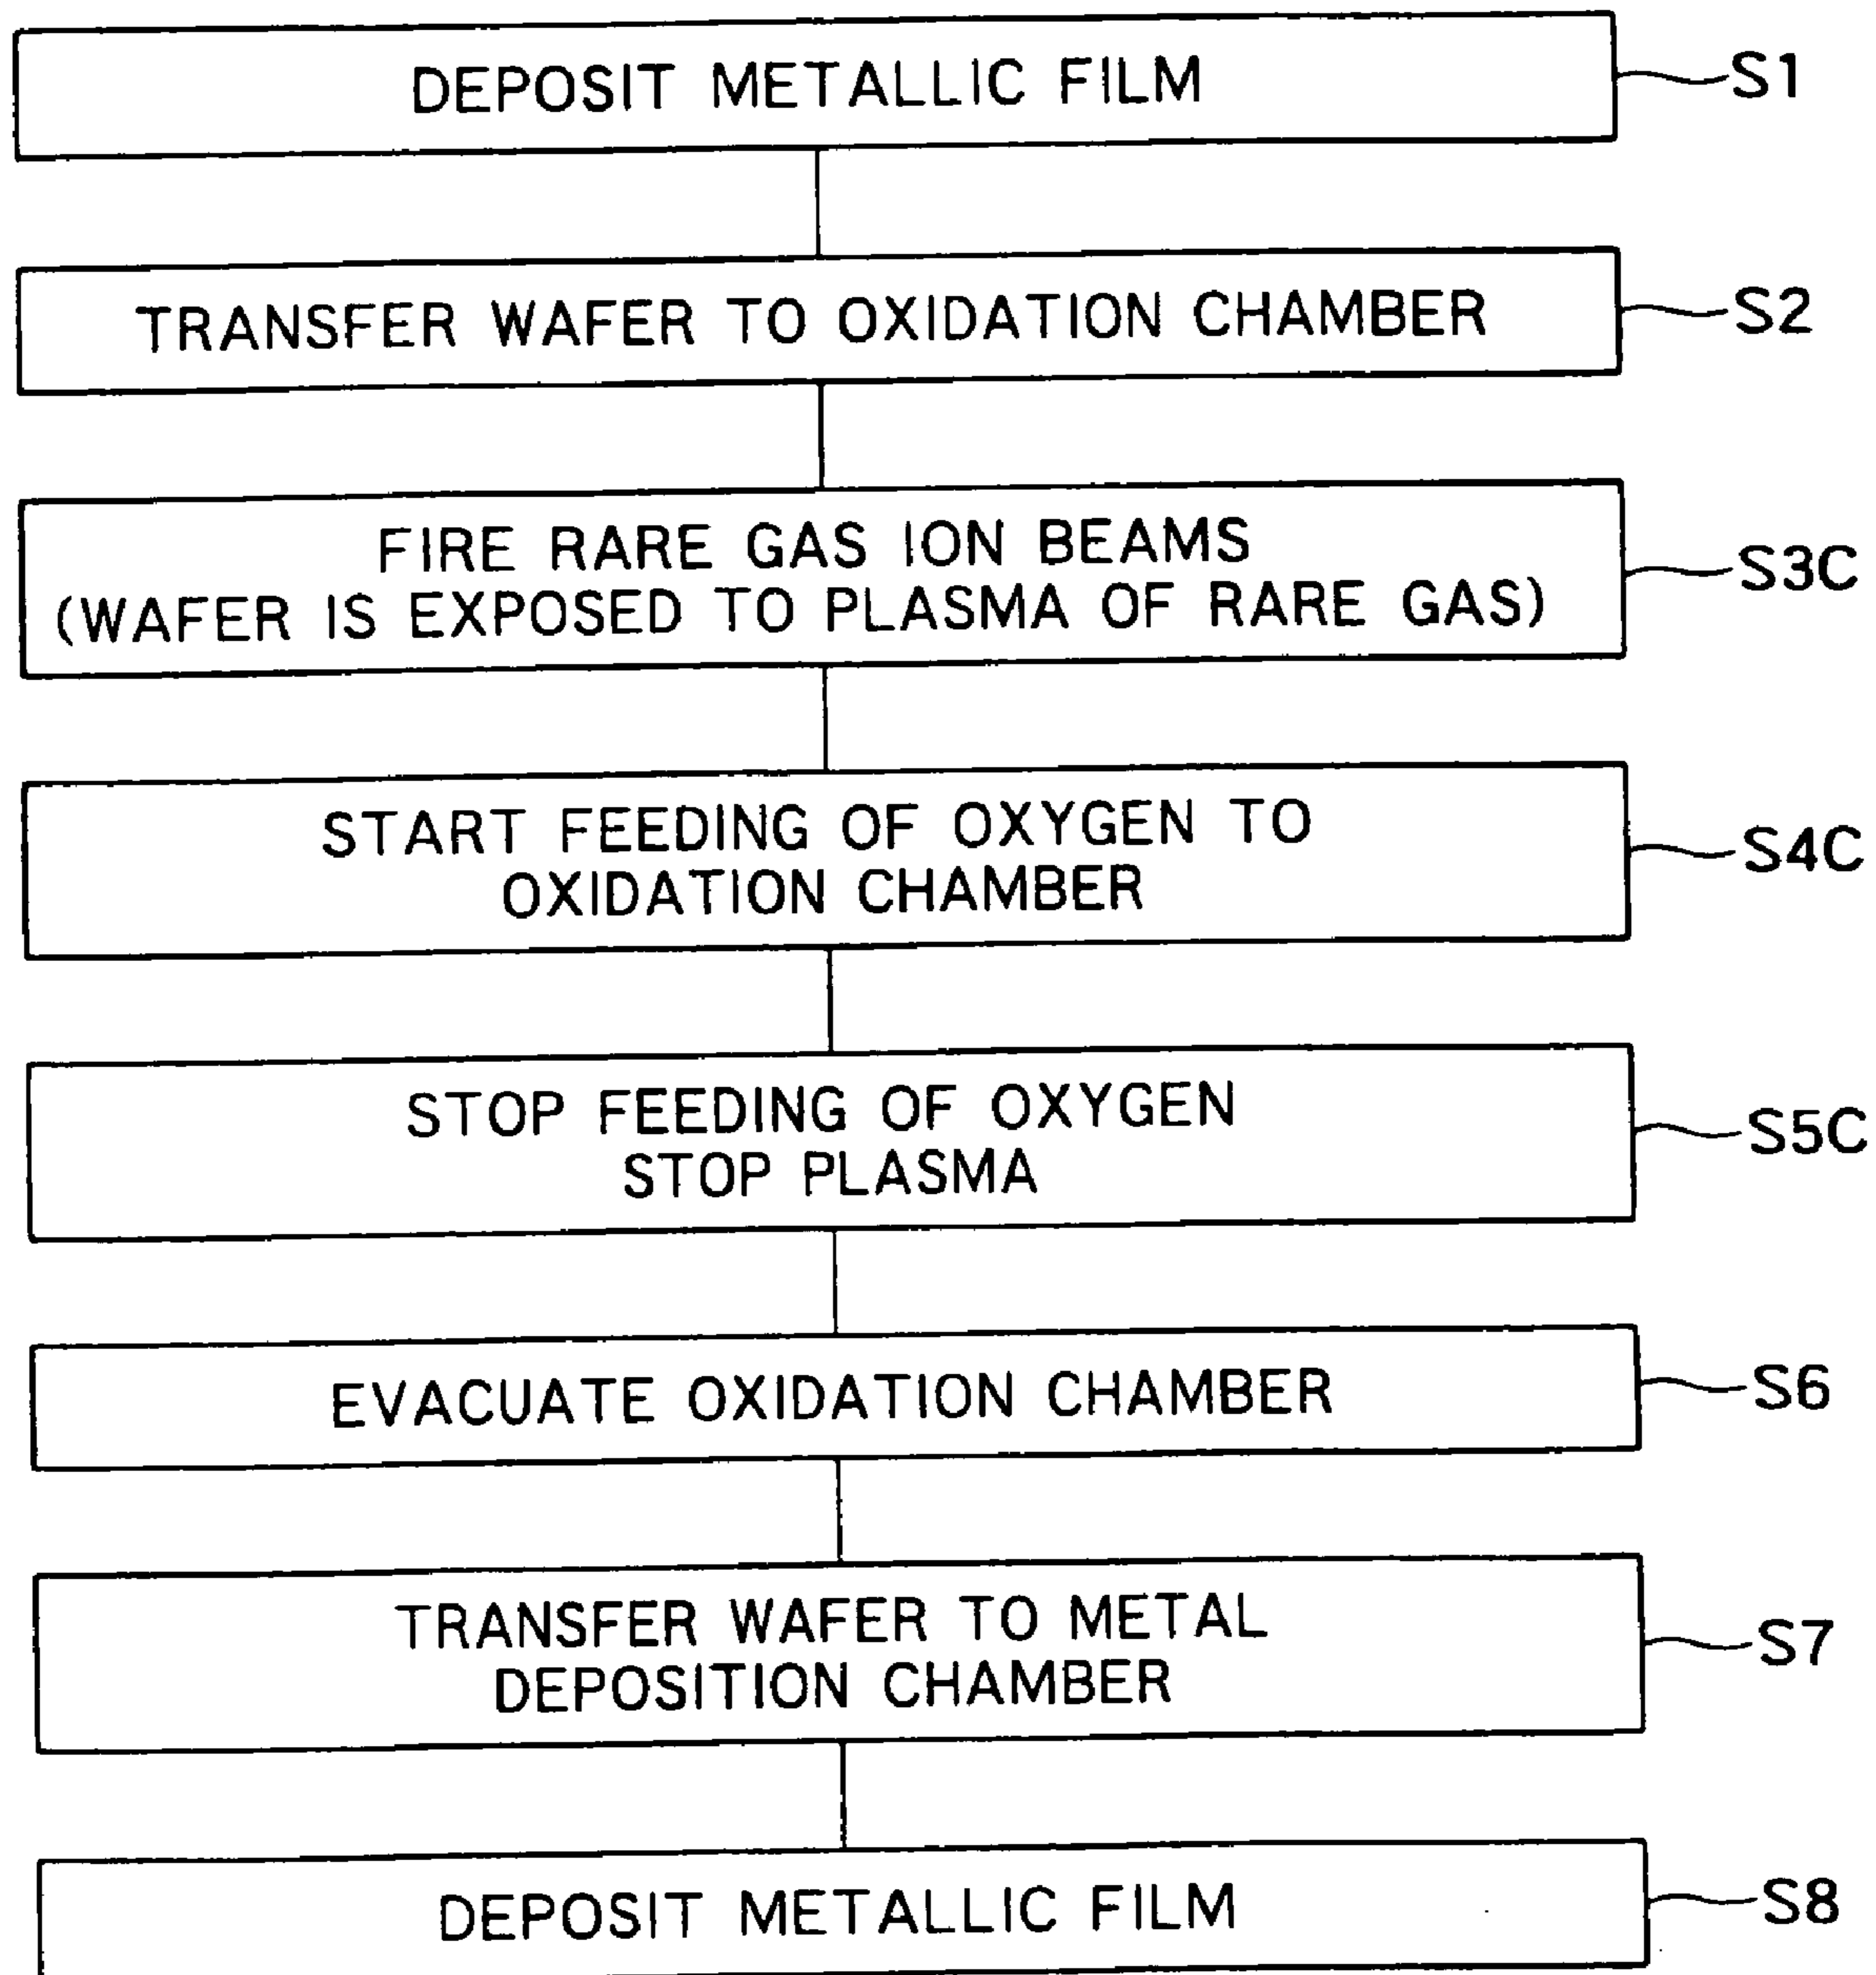 DEPOSIT METALLIC FILM
S1
TRANSFER WAFER TO OXIDATION CHAMBER
S2
FIRE RARE GAS ION BEAMS
(WAFER IS EXPOSED TO PLASMA OF RARE GAS)
S3C
START FEEDING OF OXYGEN TO
OXIDATION CHAMBER
S4C
STOP FEEDING OF OXYGEN
STOP PLASMA
S5C
EVACUATE OXIDATION CHAMBER
S6
TRANSFER WAFER TO METAL
DEPOSITION CHAMBER
S7
DEPOSIT METALLIC FILM
S8